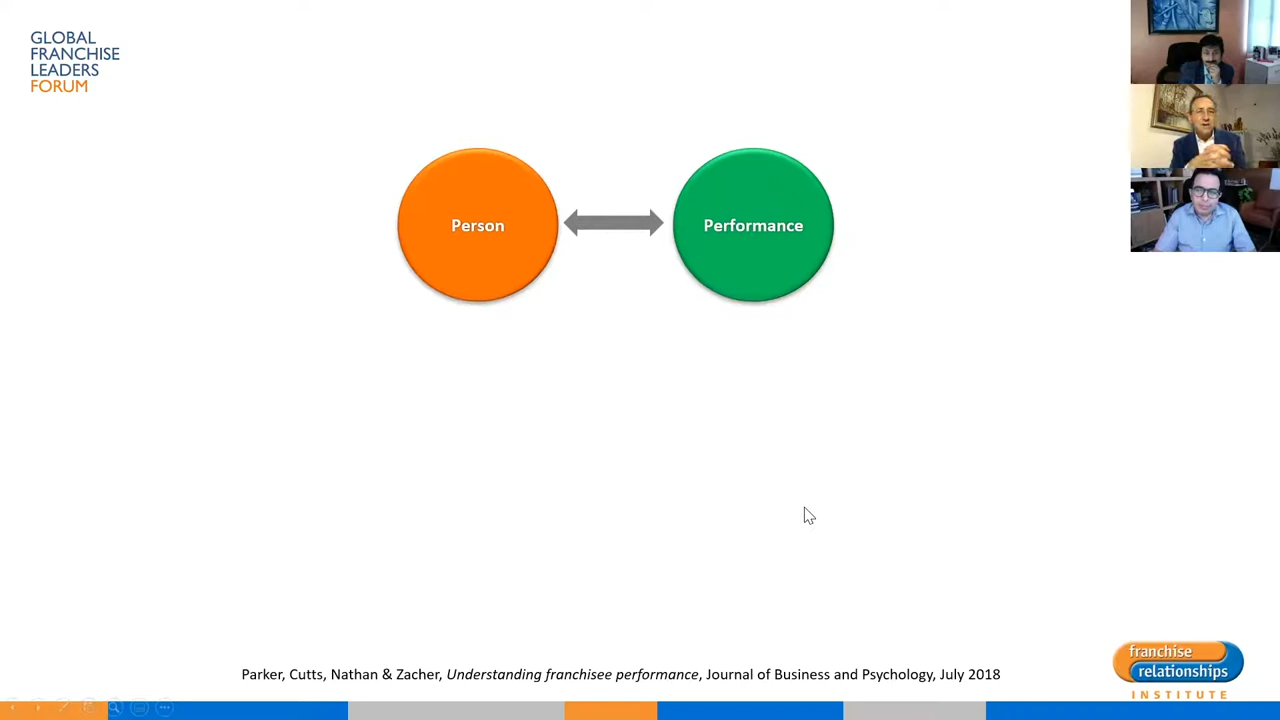 GLOBAL
FRANCHISE
LEADERS
FORUM
Person
Performance
Parker, Cutts, Nathan & Zacher, Understanding franchisee performance, Journal of Business and Psychology, July 2018
franchise
relationships
INSTITUTE